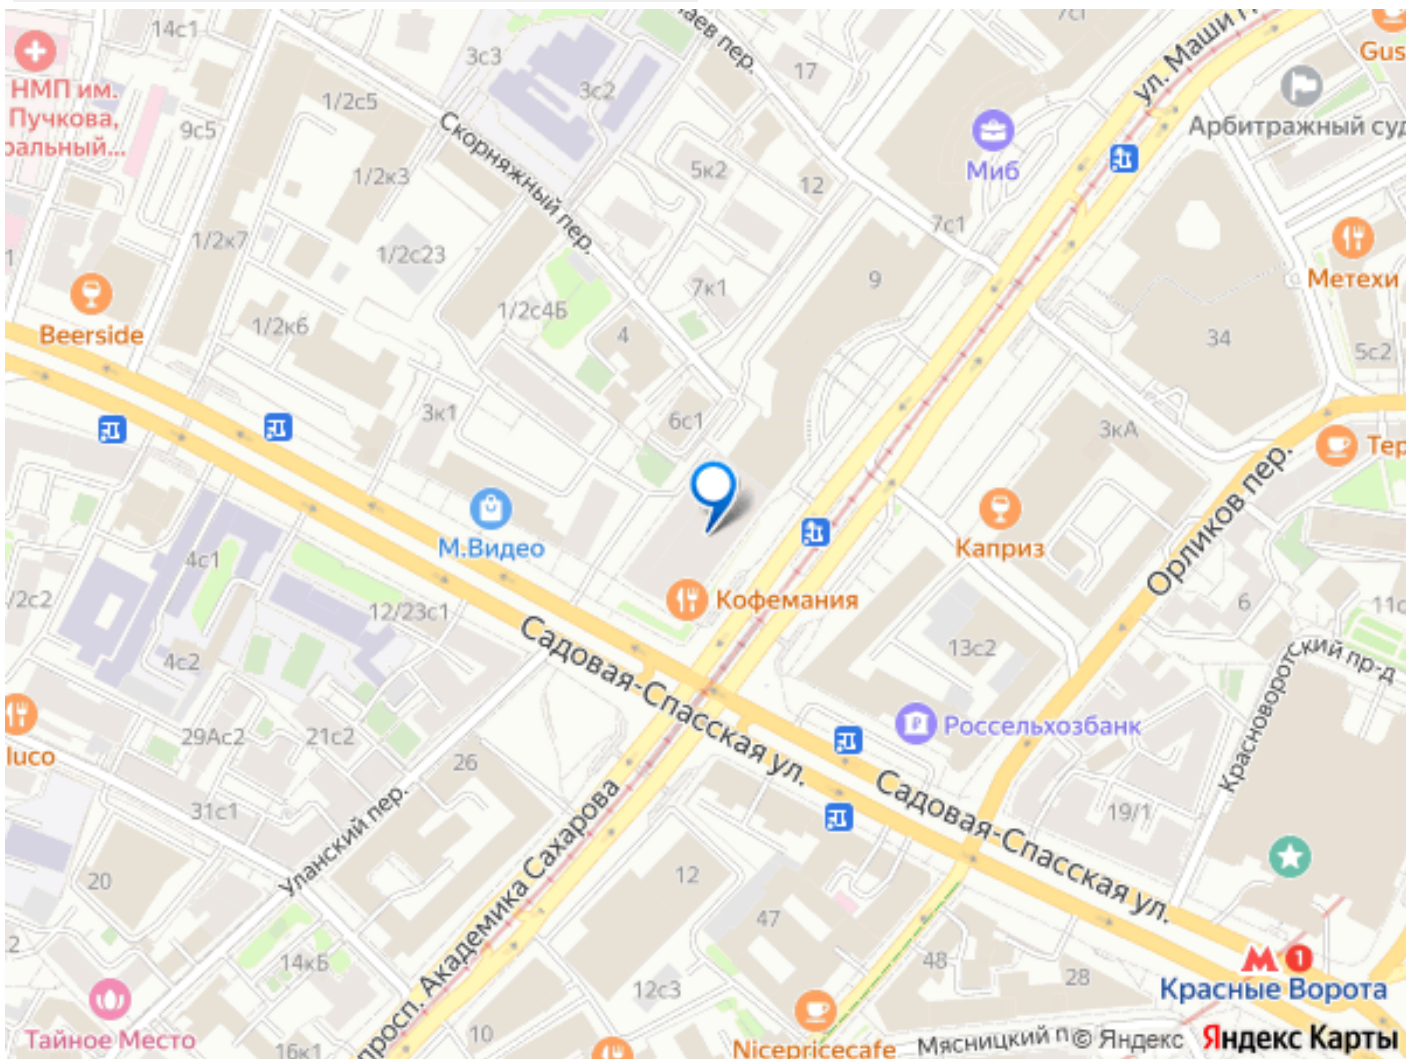 14с1
3с3
паев пер.
7с1
ул. Маши П
Gus
НМП им.
Пучкова,
ральный...
9с5
1/2с5
3с2
17
Скорняжный пер.
Миб
Арбитражный суд
1/2к3
5к2
12
7с1
1/2к7
1/2с23
1
9
7к1
Метехи
Beerside
1/2к6
1/2с4Б
4
34
5с2
3к1
6с1
3кА
Тер
М.Видео
Каприз
Орликов пер.
4с1
/2с2
12/23с1
Кофемания
6
11с
4с2
Садовая-Спасская ул.
13с2
Красноворотский пр-д
luco
29Ас2
21с2
Россельхозбанк
26
31с1
Уланский пер.
Садовая-Спасская ул.
19/1
20
просп. Академика Сахарова
12
47
2
14кБ
12с3
48
28
М 1
Красные Ворота
Тайное Место
16к1
10
Nicepricecafe
Мясницкий п
© Яндекс Яндекс Карты